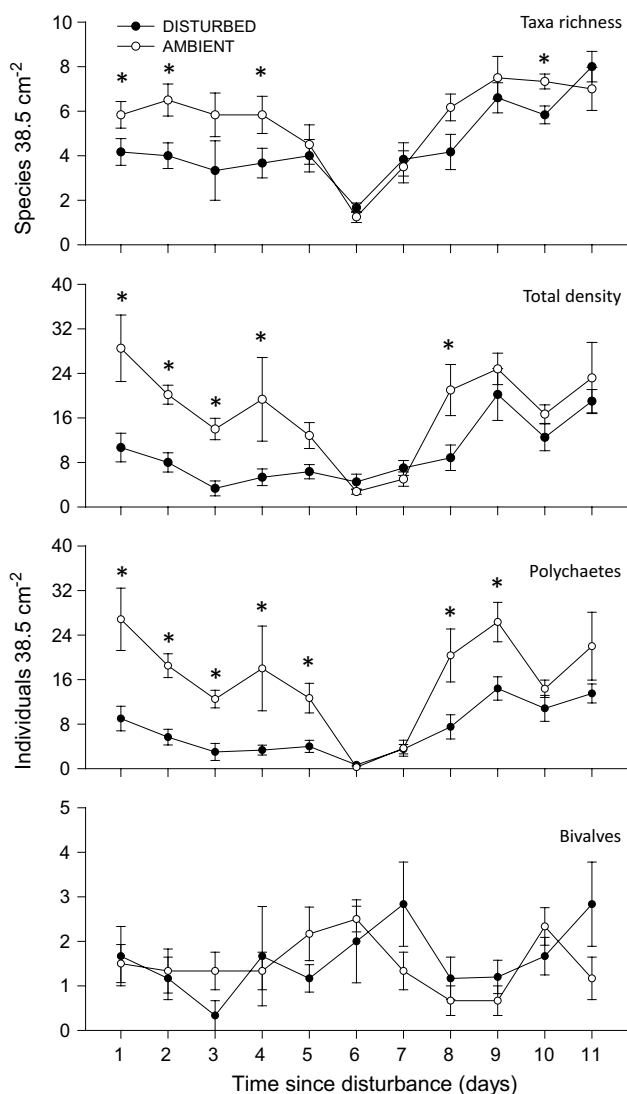 DISTURBED
AMBIENT
Taxa richness
10
8
6
4
2
0
* * * *
Species 38.5 cm⁻²
Total density
40
32
24
16
8
0
* * * * *
Polychaetes
40
32
24
16
8
0
* * * * * * *
Individuals 38.5 cm⁻²
Bivalves
5
4
3
2
1
0
1 2 3 4 5 6 7 8 9 10 11
Time since disturbance (days)